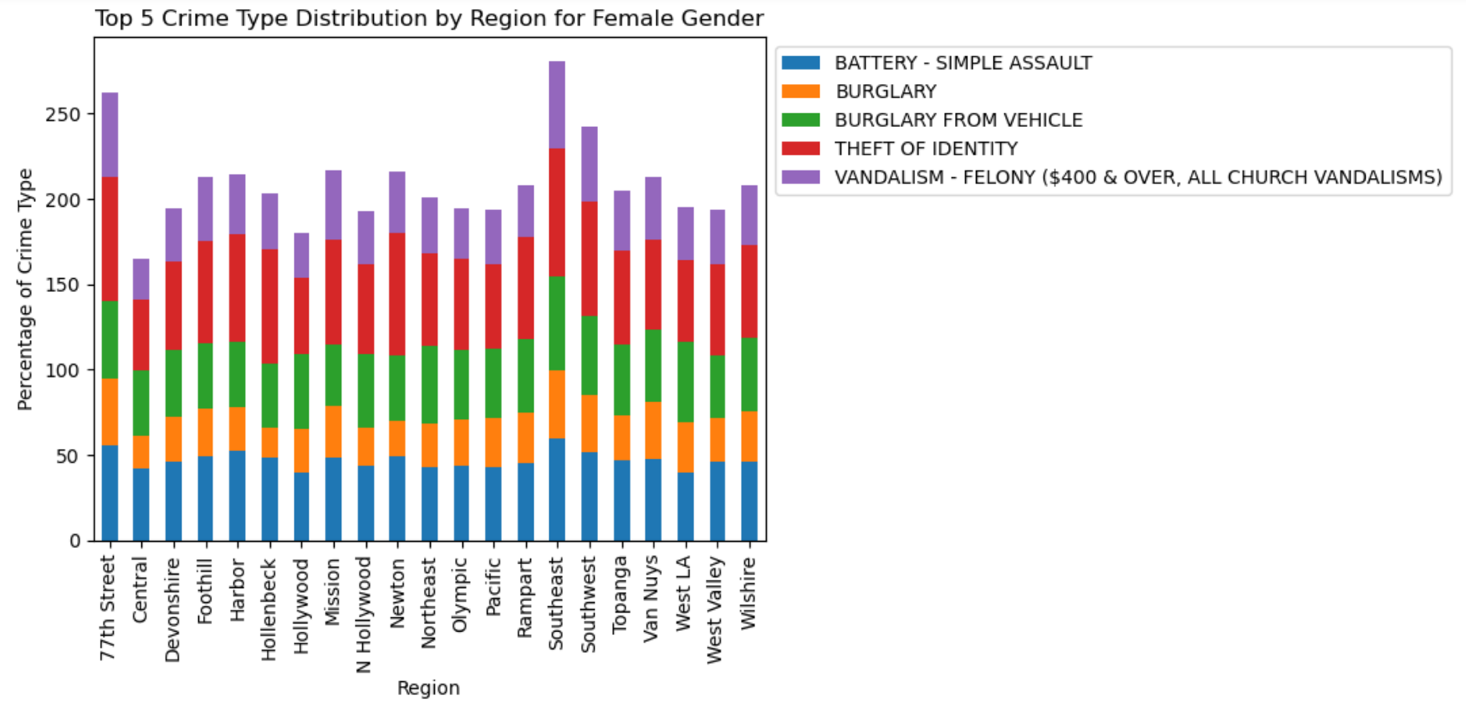 Top 5 Crime Type Distribution by Region for Female Gender
BATTERY - SIMPLE ASSAULT
BURGLARY
BURGLARY FROM VEHICLE
THEFT OF IDENTITY
VANDALISM - FELONY ($400 & OVER, ALL CHURCH VANDALISMS)
Percentage of Crime Type
250
200
150
100
50
0
77th Street
Central
Devonshire
Foothill
Harbor
Hollenbeck
Hollywood
Mission
N Hollywood
Newton
Northeast
Olympic
Pacific
Rampart
Southeast
Southwest
Topanga
Van Nuys
West LA
West Valley
Wilshire
Region